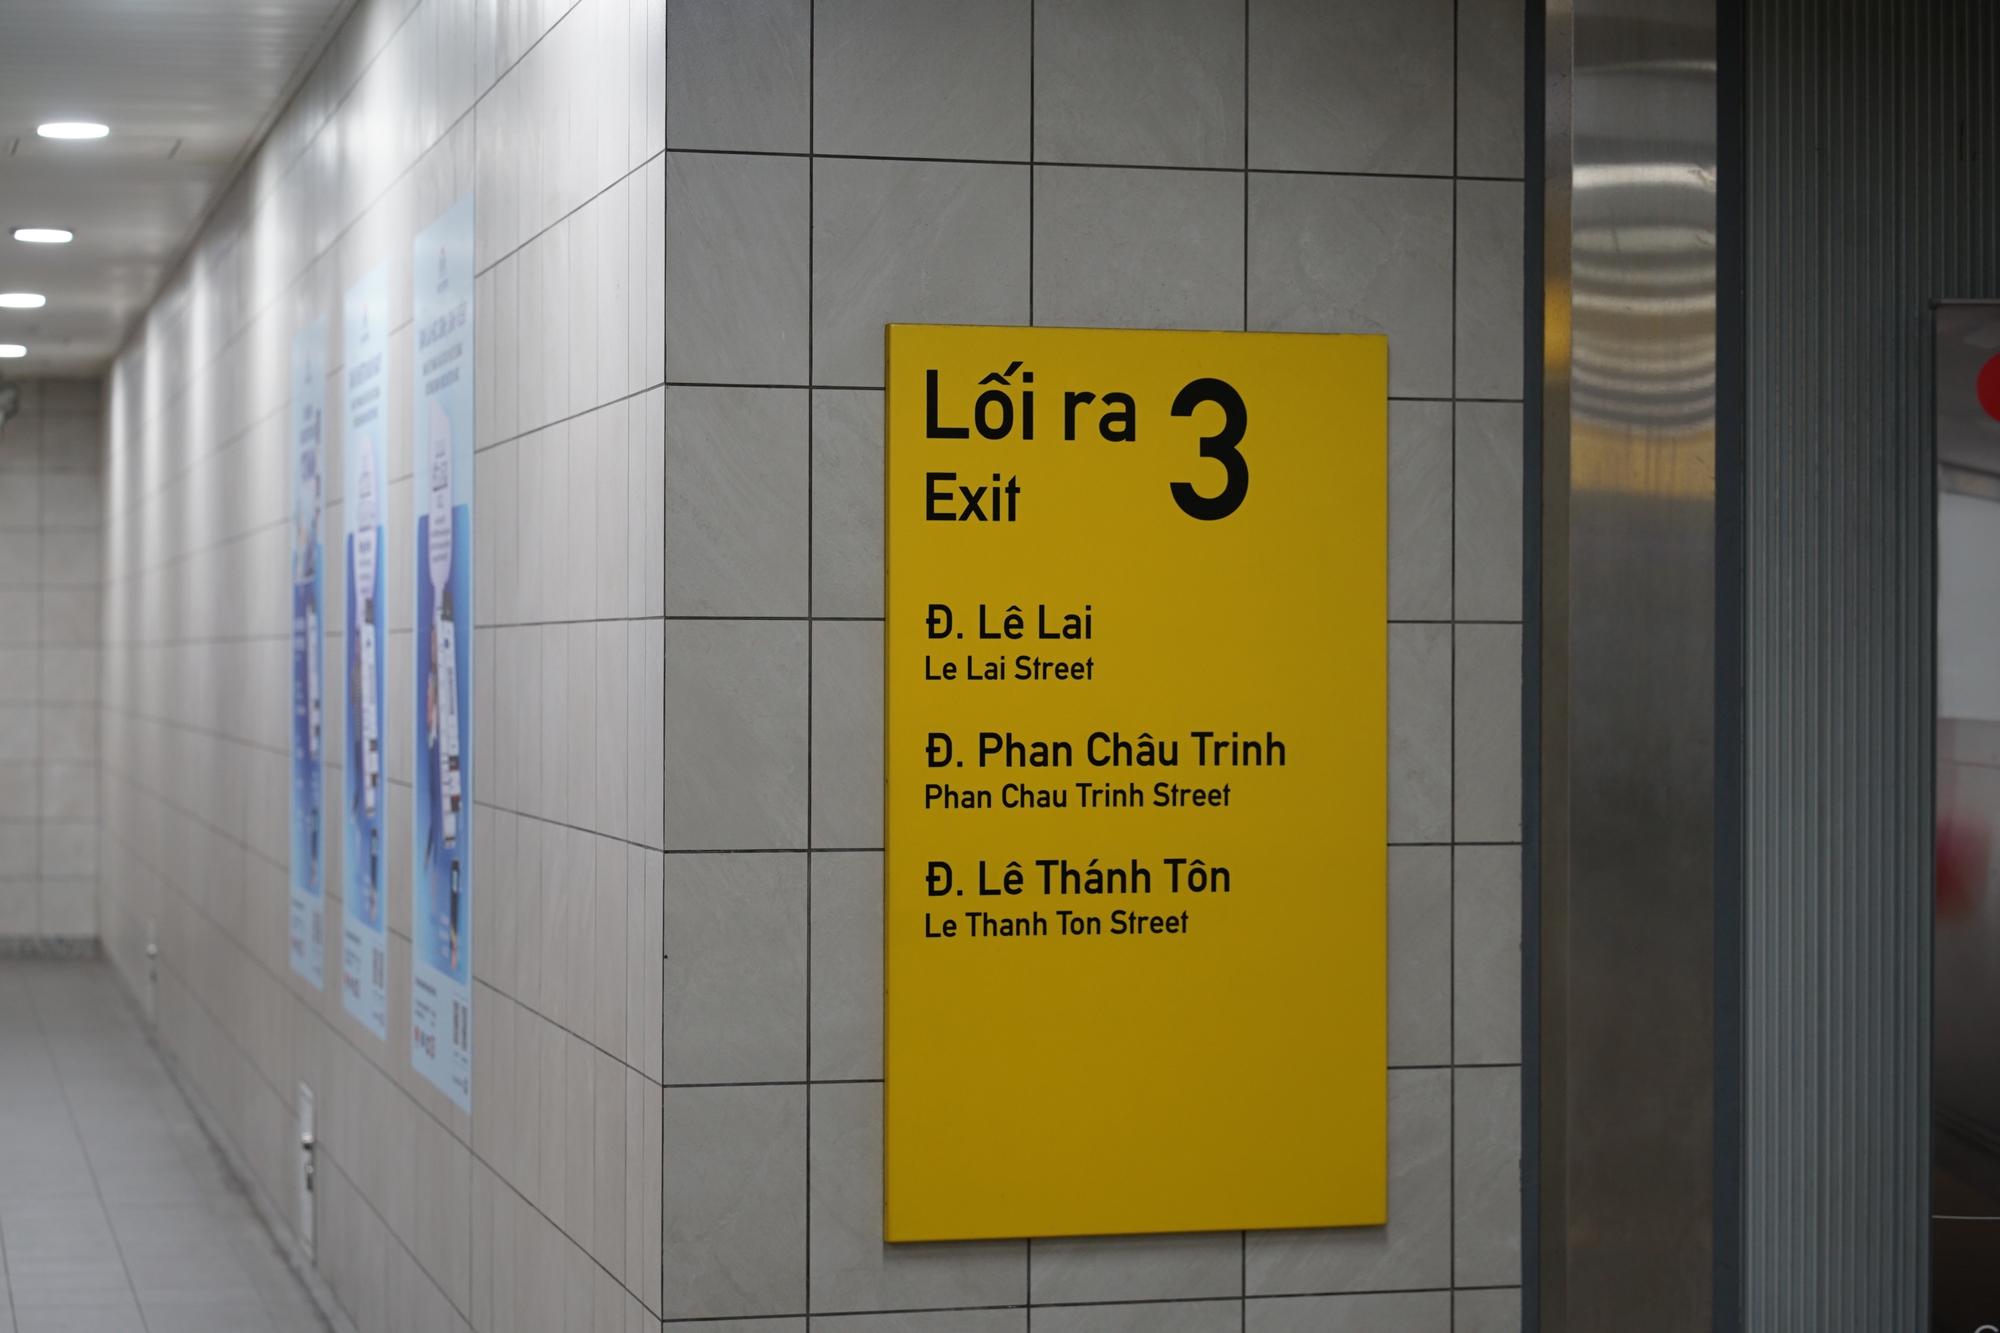 Lối ra 3
Exit
Đ. Lê Lai
Le Lai Street
Đ. Phan Châu Trinh
Phan Chau Trinh Street
Đ. Lê Thánh Tôn
Le Thanh Ton Street